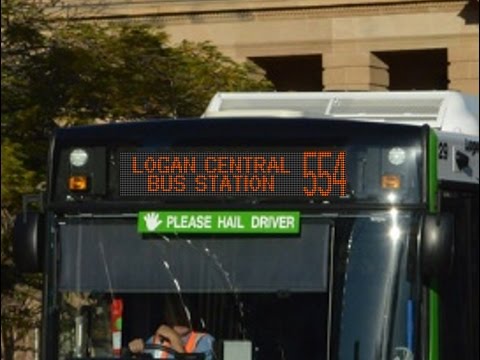 LOGAN CENTRAL
BUS STATION
554
PLEASE HAIL DRIVER